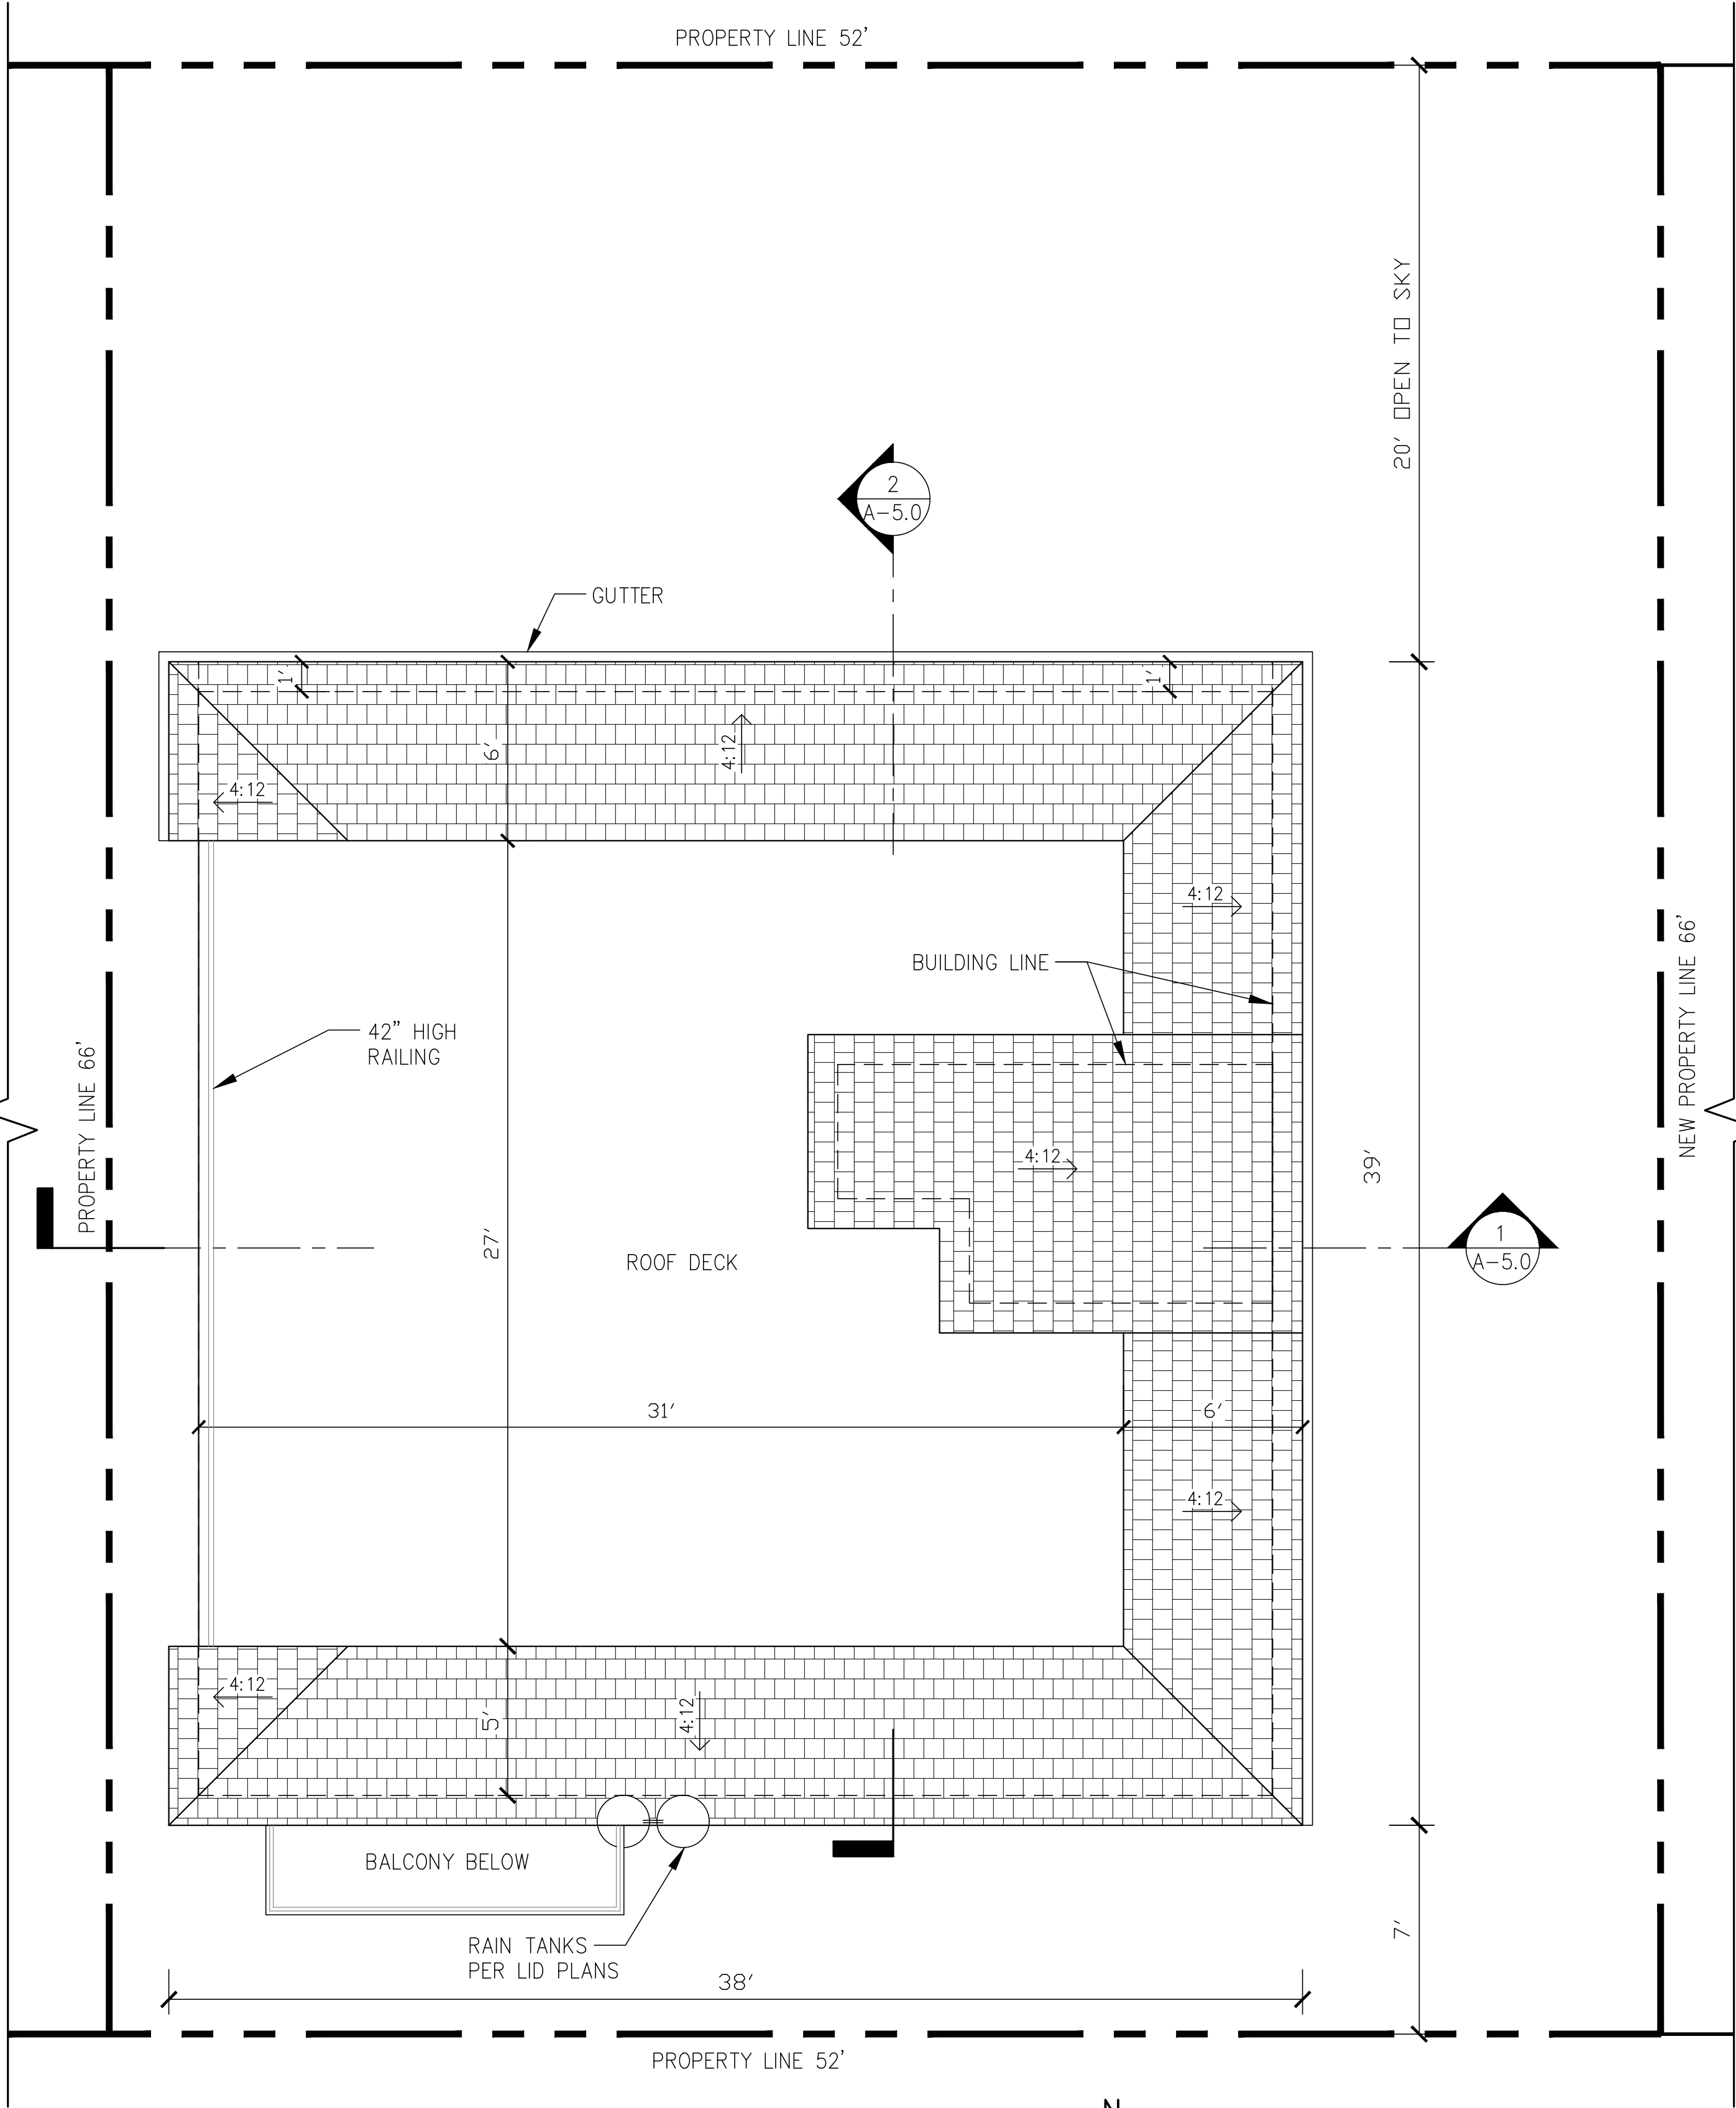 PROPERTY LINE 52'
20' OPEN TO SKY
2
A-5.0
GUTTER
1'
1'
6'
4:12
4:12
4:12
BUILDING LINE
42" HIGH
RAILING
PROPERTY LINE 66'
NEW PROPERTY LINE 66'
4:12
39'
27'
ROOF DECK
1
A-5.0
31'
6'
4:12
4:12
5'
4:12
BALCONY BELOW
7'
RAIN TANKS
PER LID PLANS
38'
PROPERTY LINE 52'
N